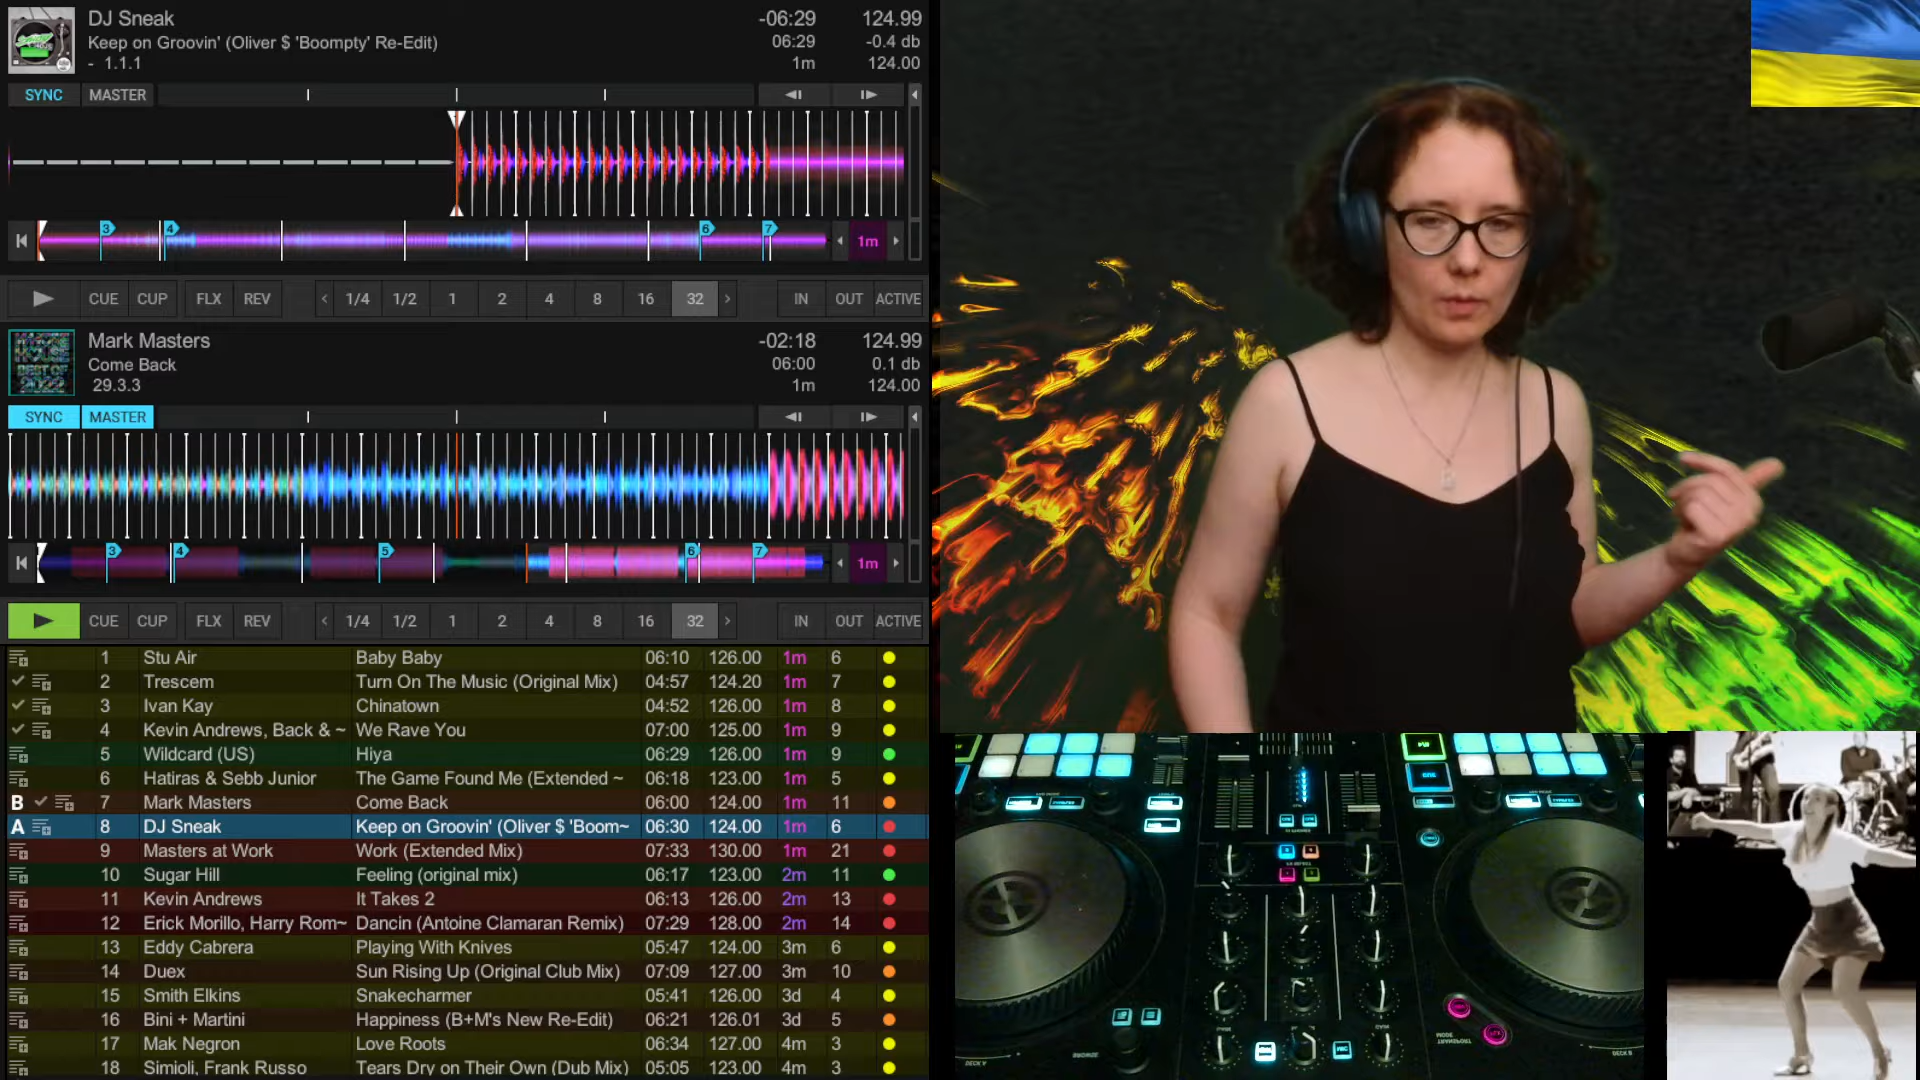 DJ Sneak -06:29 124.99
Keep on Groovin' (Oliver $ 'Boompty' Re-Edit) 06:29 -0.4 db
- 1.1.1 1m 124.00
SYNC MASTER
3 4 6 7 1m
CUE CUP FLX REV 1/4 1/2 1 2 4 8 16 32 IN OUT ACTIVE
Mark Masters -02:18 124.99
Come Back 06:00 0.1 db
29.3.3 1m 124.00
SYNC MASTER
3 4 5 6 7 1m
CUE CUP FLX REV 1/4 1/2 1 2 4 8 16 32 IN OUT ACTIVE
1 Stu Air Baby Baby 06:10 126.00 1m 6
2 Trescem Turn On The Music (Original Mix) 04:57 124.20 1m 7
3 Ivan Kay Chinatown 04:52 126.00 1m 8
4 Kevin Andrews, Back & ~ We Rave You 07:00 125.00 1m 9
5 Wildcard (US) Hiya 06:29 126.00 1m 9
6 Hatiras & Sebb Junior The Game Found Me (Extended ~ 06:18 123.00 1m 5
B 7 Mark Masters Come Back 06:00 124.00 1m 11
A 8 DJ Sneak Keep on Groovin' (Oliver $ 'Boom~ 06:30 124.00 1m 6
9 Masters at Work Work (Extended Mix) 07:33 130.00 1m 21
10 Sugar Hill Feeling (original mix) 06:17 123.00 2m 11
11 Kevin Andrews It Takes 2 06:13 126.00 2m 13
12 Erick Morillo, Harry Rom~ Dancin (Antoine Clamaran Remix) 07:29 128.00 2m 14
13 Eddy Cabrera Playing With Knives 05:47 124.00 3m 6
14 Duex Sun Rising Up (Original Club Mix) 07:09 127.00 3m 10
15 Smith Elkins Snakecharmer 05:41 126.00 3d 4
16 Bini + Martini Happiness (B+M's New Re-Edit) 06:21 126.01 3d 5
17 Mak Negron Love Roots 06:34 127.00 4m 3
18 Simioli, Frank Russo Tears Dry on Their Own (Dub Mix) 05:05 123.00 4m 3